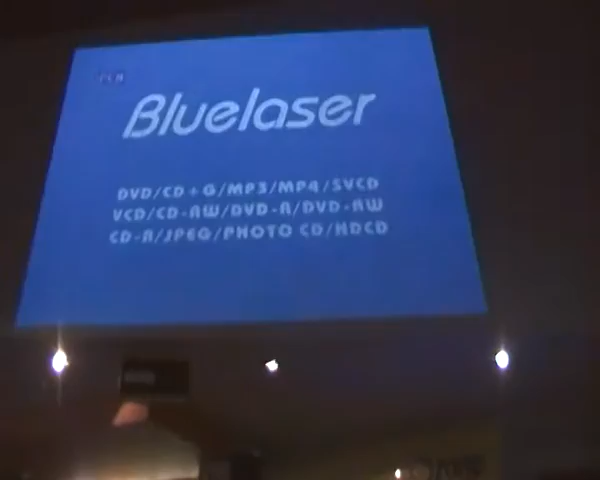 Bluelaser
DVD/CD+G/MP3/MP4/SVCD
VCD/CD-RW/DVD-R/DVD-RW
CD-R/JPEG/PHOTO CD/HDCD